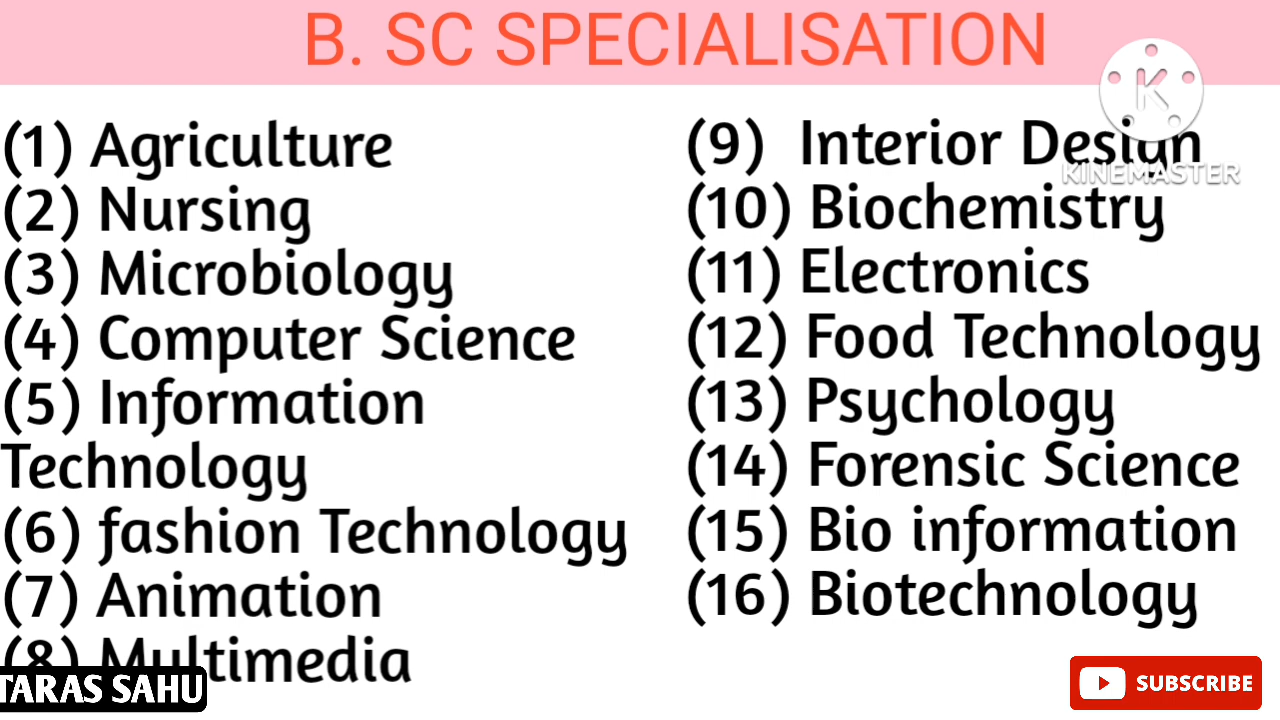 B. SC SPECIALISATION
(1) Agriculture
(2) Nursing
(3) Microbiology
(4) Computer Science
(5) Information
Technology
(6) fashion Technology
(7) Animation
(8) Multimedia
(9) Interior Design
(10) Biochemistry
(11) Electronics
(12) Food Technology
(13) Psychology
(14) Forensic Science
(15) Bio information
(16) Biotechnology
K
KINEMASTER
TARAS SAHU
SUBSCRIBE